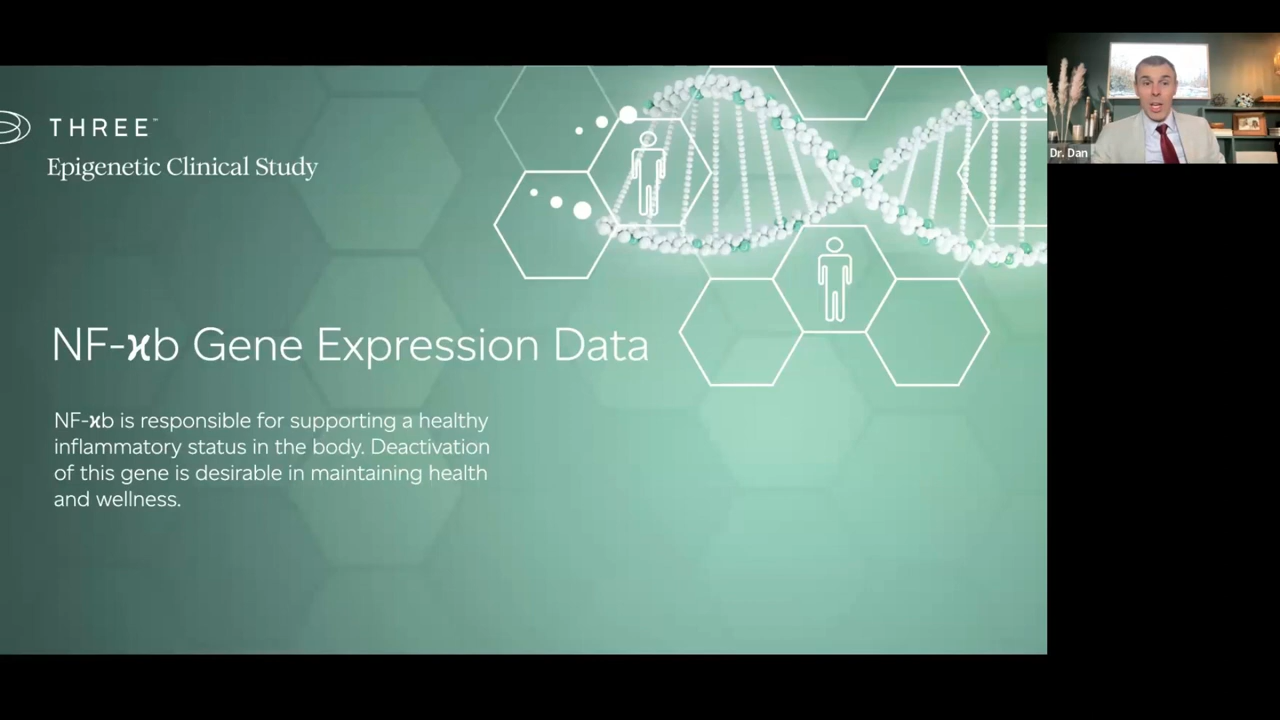 THREE™
Epigenetic Clinical Study
NF-ϰb Gene Expression Data
NF-ϰb is responsible for supporting a healthy
inflammatory status in the body. Deactivation
of this gene is desirable in maintaining health
and wellness.
Dr. Dan